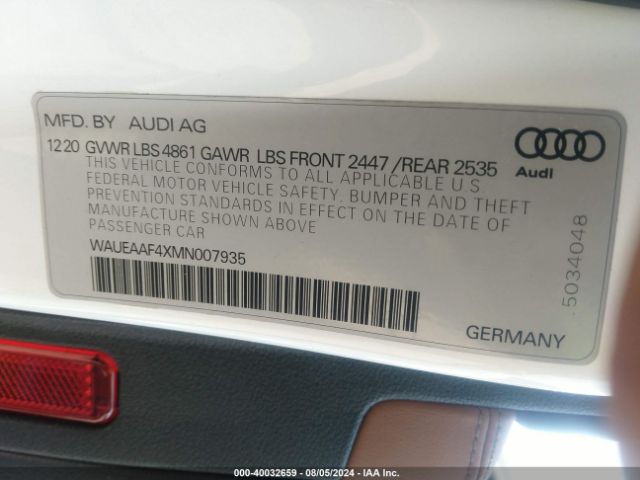 MFD. BY AUDI AG
12 20 GVWR LBS 4861 GAWR LBS FRONT 2447 / REAR 2535
THIS VEHICLE CONFORMS TO ALL APPLICABLE U S
FEDERAL MOTOR VEHICLE SAFETY, BUMPER AND THEFT
PREVENTION STANDARDS IN EFFECT ON THE DATE OF
MANUFACTURE SHOWN ABOVE
PASSENGER CAR
WAUEAAF4XMN007935
Audi
5034048
GERMANY
000-40032659 - 08/05/2024 - IAA Inc.